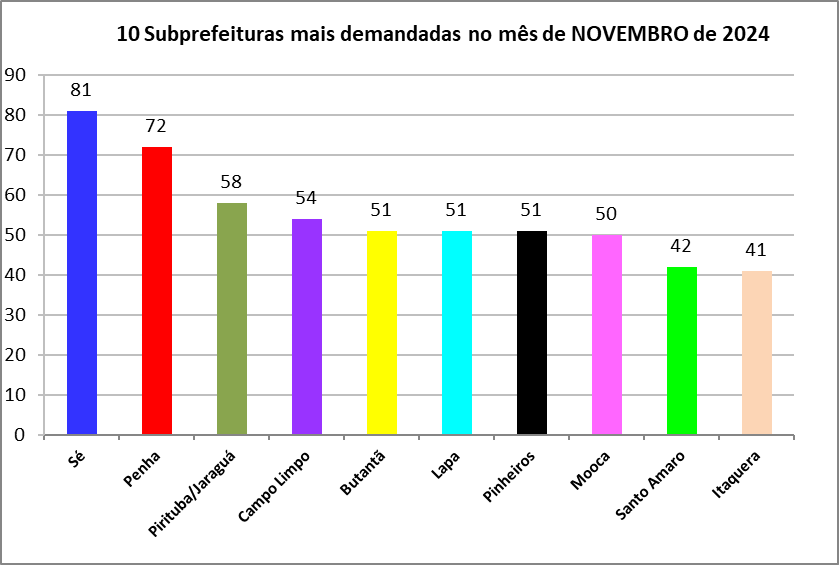 10 Subprefeituras mais demandadas no mês de NOVEMBRO de 2024
90
80
70
60
50
40
30
20
10
0
81
72
58
54
51
51
51
50
42
41
Sé
Penha
Pirituba/Jaraguá
Campo Limpo
Butantã
Lapa
Pinheiros
Mooca
Santo Amaro
Itaquera